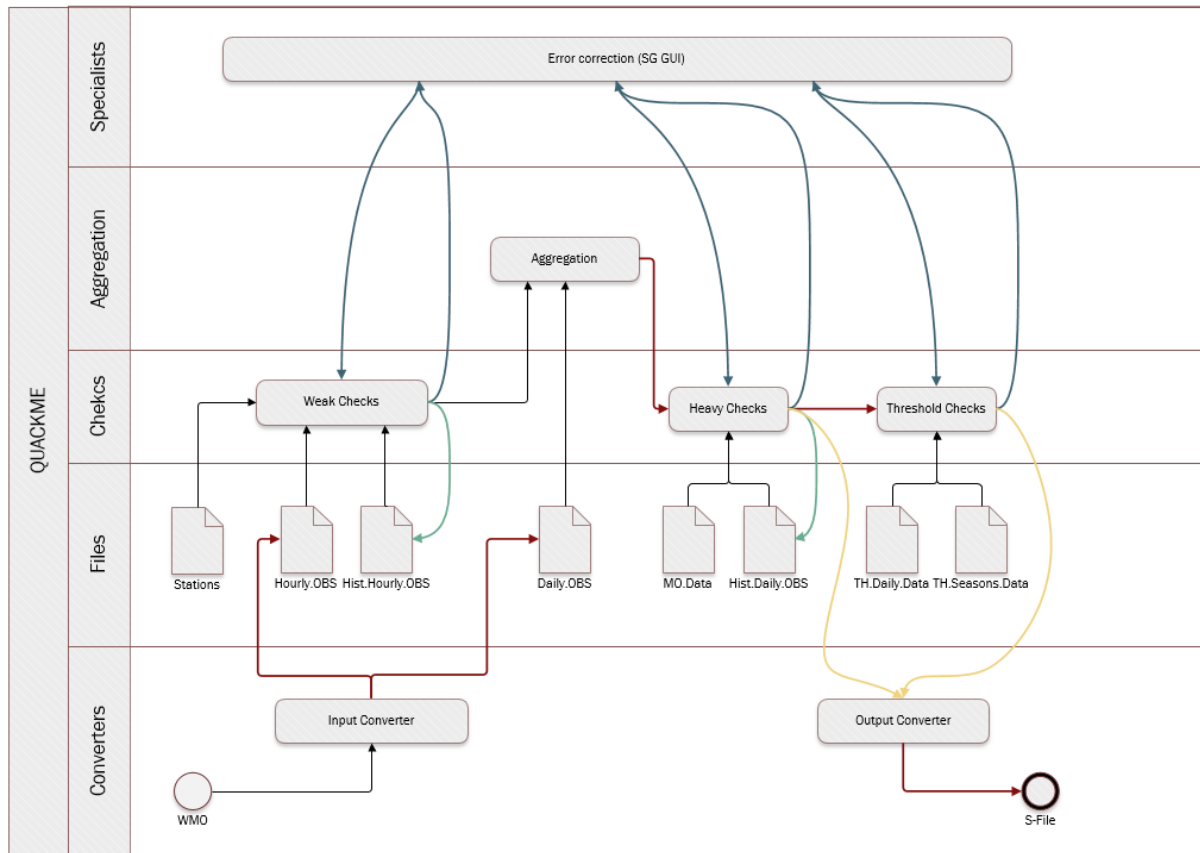 QUACKME
Specialists
Error correction (SG GUI)
Aggregation
Aggregation
Chekcs
Weak Checks
Heavy Checks
Threshold Checks
Files
Stations
Hourly.OBS
Hist.Hourly.OBS
Daily.OBS
MO.Data
Hist.Daily.OBS
TH.Daily.Data
TH.Seasons.Data
Converters
Input Converter
Output Converter
WMO
S-File